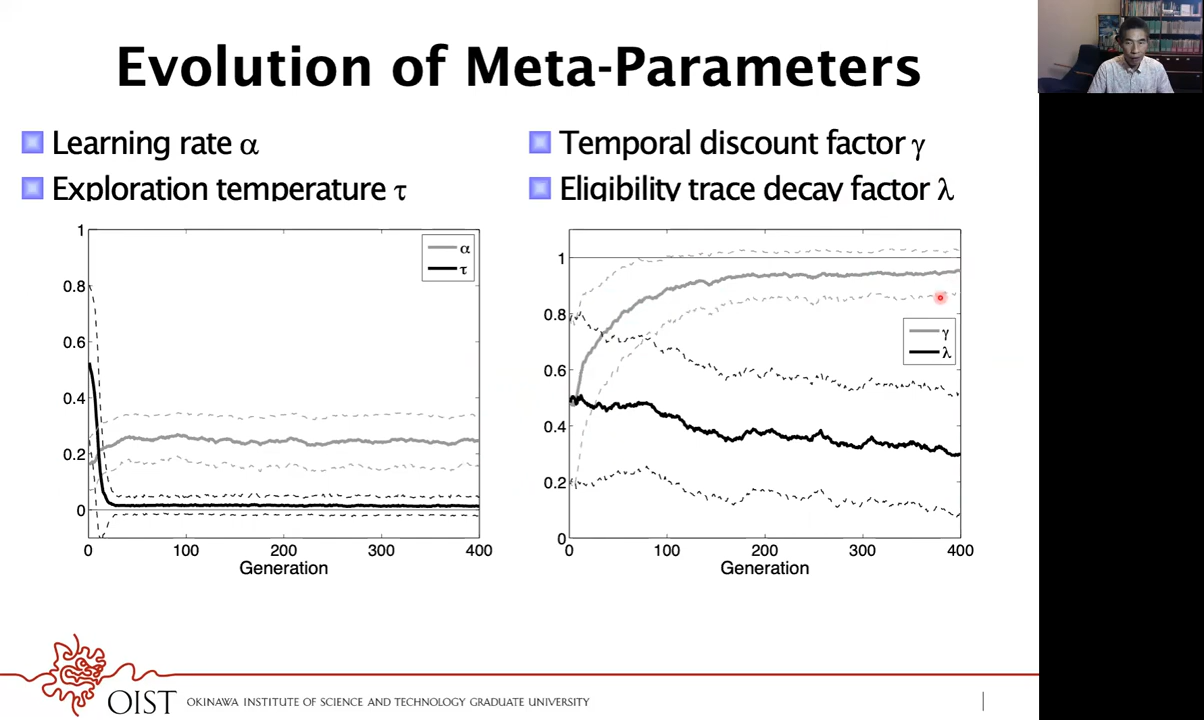 Evolution of Meta-Parameters
Learning rate α
Exploration temperature τ
Temporal discount factor γ
Eligibility trace decay factor λ
1
0.8
0.6
0.4
0.2
0
α
τ
0 100 200 300 400
Generation
1
0.8
0.6
0.4
0.2
0
γ
λ
0 100 200 300 400
Generation
OIST OKINAWA INSTITUTE OF SCIENCE AND TECHNOLOGY GRADUATE UNIVERSITY